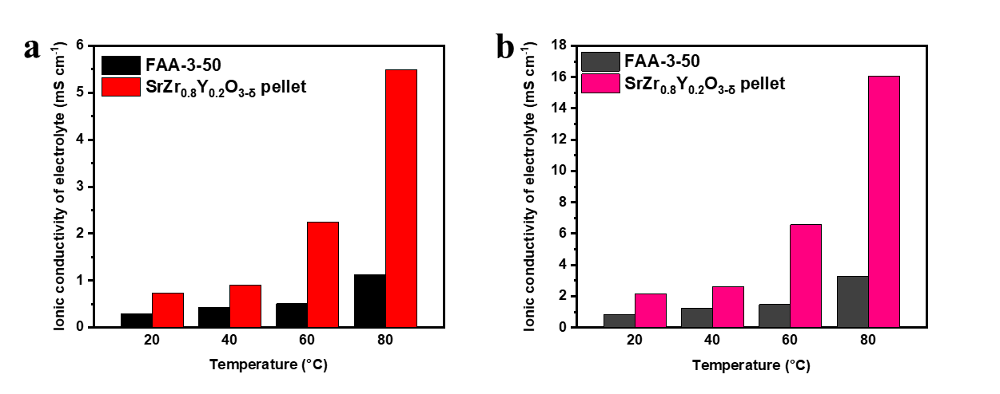 a
6
5
4
3
2
1
0
Ionic conductivity of electrolyte (mS cm⁻¹)
FAA-3-50
SrZr₀.₈Y₀.₂O₃₋δ pellet
20 40 60 80
Temperature (°C)
b
18
16
14
12
10
8
6
4
2
0
Ionic conductivity of electrolyte (mS cm⁻¹)
FAA-3-50
SrZr₀.₈Y₀.₂O₃₋δ pellet
20 40 60 80
Temperature (°C)